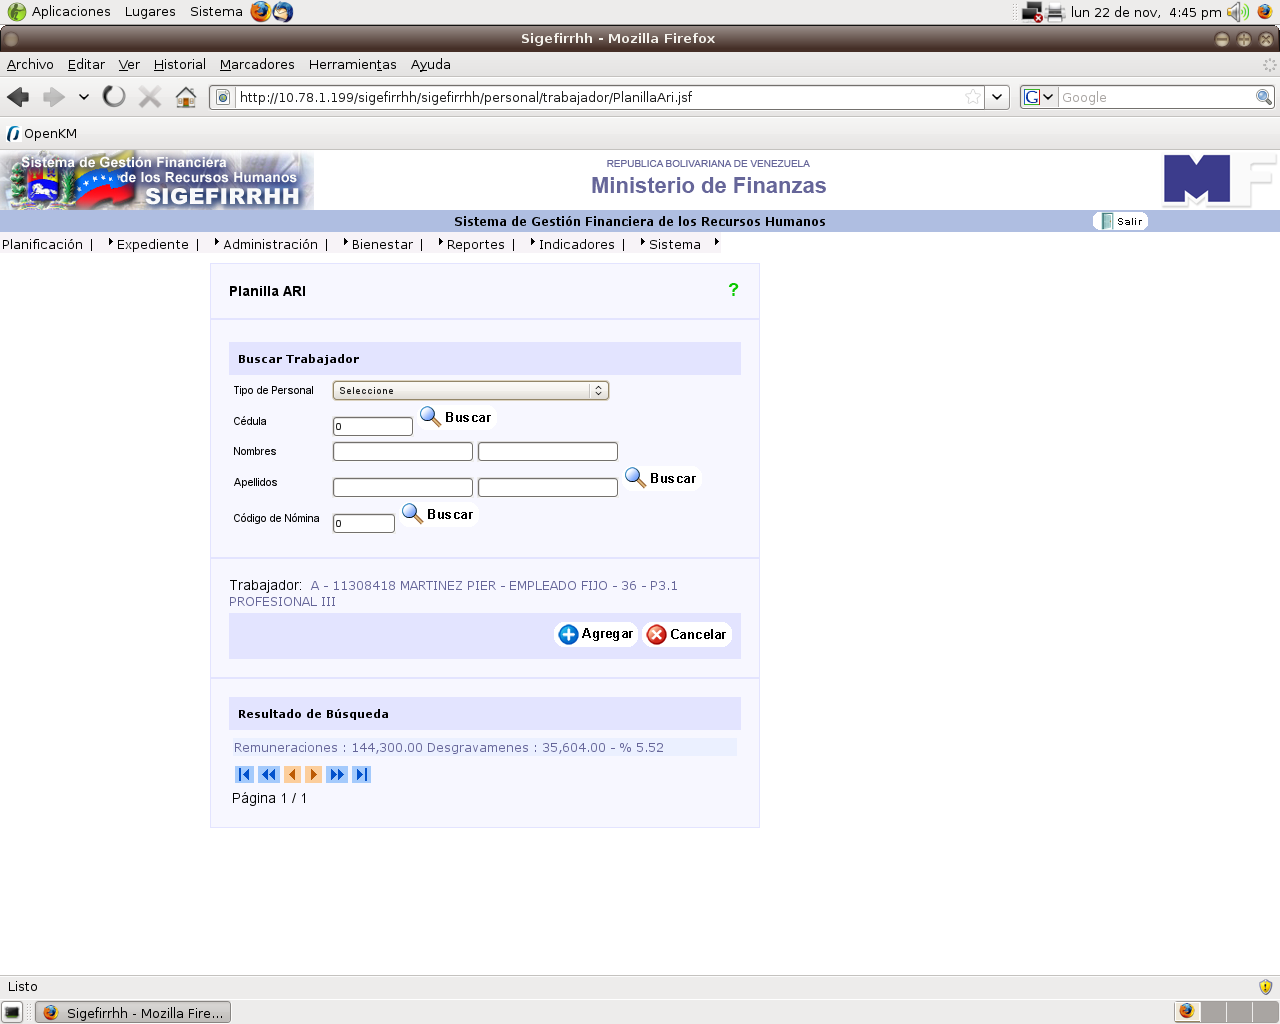 Aplicaciones Lugares Sistema lun 22 de nov, 4:45 pm
Sigefirrhh - Mozilla Firefox
Archivo Editar Ver Historial Marcadores Herramientas Ayuda
http://10.78.1.199/sigefirrhh/sigefirrhh/personal/trabajador/PlanillaAri.jsf G Google
OpenKM
Sistema de Gestión Financiera
de los Recursos Humanos
SIGEFIRRHH
REPUBLICA BOLIVARIANA DE VENEZUELA
Ministerio de Finanzas
MF
Sistema de Gestión Financiera de los Recursos Humanos Salir
Planificación | Expediente | Administración | Bienestar | Reportes | Indicadores | Sistema
Planilla ARI ?
Buscar Trabajador
Tipo de Personal Seleccione
Cédula 0 Buscar
Nombres
Apellidos Buscar
Código de Nómina 0 Buscar
Trabajador: A - 11308418 MARTINEZ PIER - EMPLEADO FIJO - 36 - P3.1
PROFESIONAL III
Agregar Cancelar
Resultado de Búsqueda
Remuneraciones : 144,300.00 Desgravamenes : 35,604.00 - % 5.52
Página 1 / 1
Listo
Sigefirrhh - Mozilla Fire...